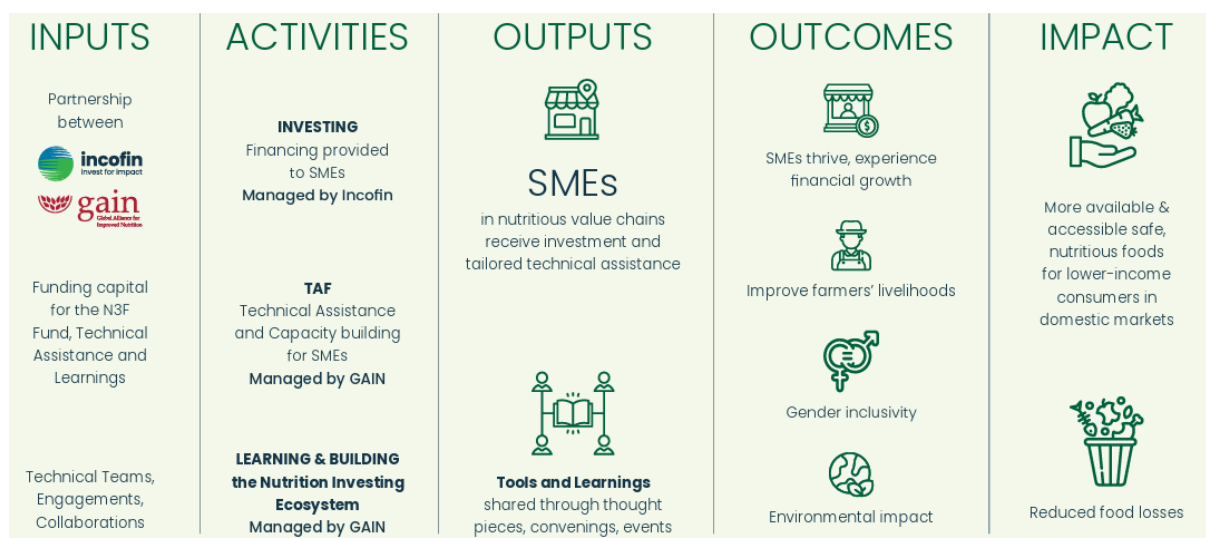 INPUTS
Partnership
between
incofin
Invest for Impact
gain
Global Alliance for
Improved Nutrition
Funding capital
for the N3F
Fund, Technical
Assistance and
Learnings
Technical Teams,
Engagements,
Collaborations
ACTIVITIES
INVESTING
Financing provided
to SMEs
Managed by Incofin
TAF
Technical Assistance
and Capacity building
for SMEs
Managed by GAIN
LEARNING & BUILDING
the Nutrition Investing
Ecosystem
Managed by GAIN
OUTPUTS
SMEs
in nutritious value chains
receive investment and
tailored technical assistance
Tools and Learnings
shared through thought
pieces, convenings, events
OUTCOMES
$
SMEs thrive, experience
financial growth
Improve farmers' livelihoods
Gender inclusivity
Environmental impact
IMPACT
More available &
accessible safe,
nutritious foods
for lower-income
consumers in
domestic markets
Reduced food losses